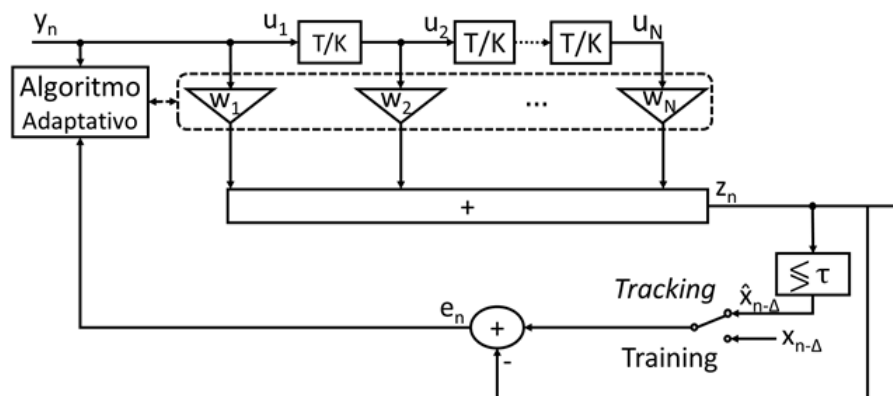 yₙ u₁ T/K u₂ T/K T/K u_N
Algoritmo
Adaptativo
w₁ w₂ ... w_N
+ zₙ
≶ τ
Tracking x̂ₙ₋Δ
eₙ + 
-
Training xₙ₋Δ